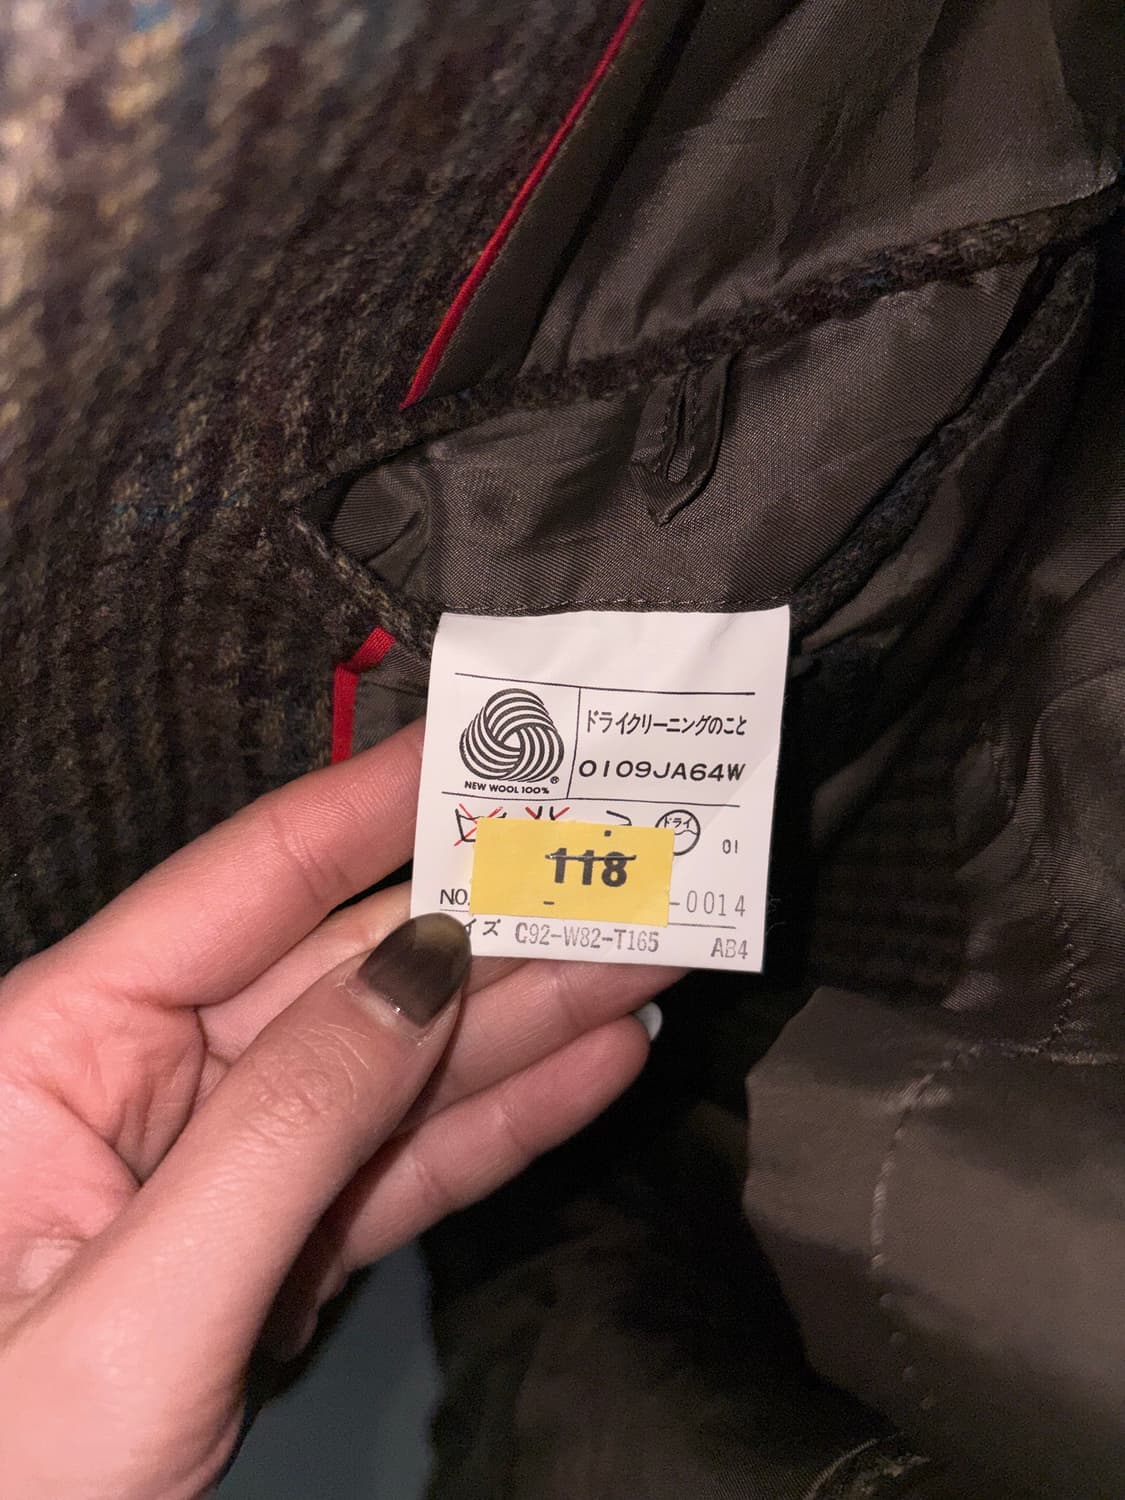 ドライクリーニングのこと
0109JA64W
NEW WOOL 100%
ドライ
01
118
NO.
-0014
イズ C92-W82-T165 AB4